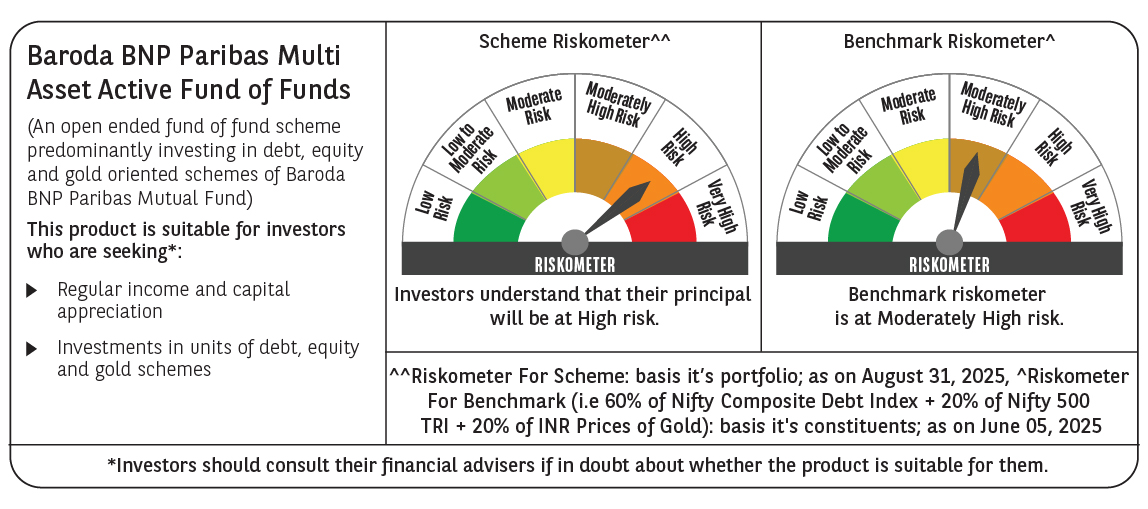 Baroda BNP Paribas Multi
Asset Active Fund of Funds
(An open ended fund of fund scheme
predominantly investing in debt, equity
and gold oriented schemes of Baroda
BNP Paribas Mutual Fund)
This product is suitable for investors
who are seeking*:
Regular income and capital
appreciation
Investments in units of debt, equity
and gold schemes
Scheme Riskometer^^
Low
Risk
Low to
Moderate
Risk
Moderate
Risk
Moderately
High Risk
High
Risk
Very High
Risk
RISKOMETER
Investors understand that their principal
will be at High risk.
Benchmark Riskometer^
Low
Risk
Low to
Moderate
Risk
Moderate
Risk
Moderately
High Risk
High
Risk
Very High
Risk
RISKOMETER
Benchmark riskometer
is at Moderately High risk.
^^Riskometer For Scheme: basis it’s portfolio; as on August 31, 2025, ^Riskometer
For Benchmark (i.e 60% of Nifty Composite Debt Index + 20% of Nifty 500
TRI + 20% of INR Prices of Gold): basis it's constituents; as on June 05, 2025
*Investors should consult their financial advisers if in doubt about whether the product is suitable for them.